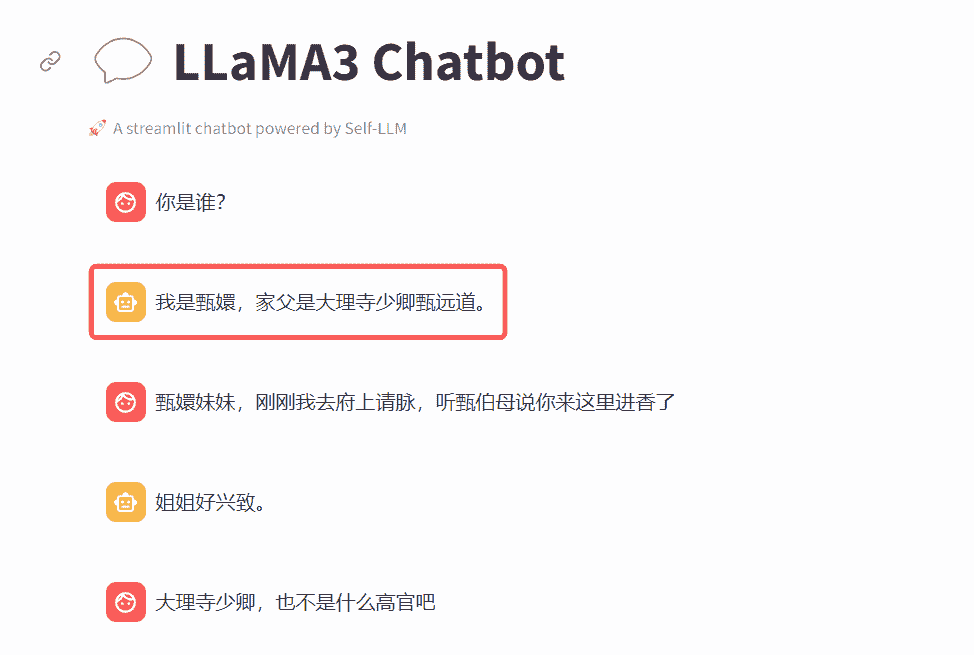 LLaMA3 Chatbot
🚀 A streamlit chatbot powered by Self-LLM
你是谁？
我是甄嬛，家父是大理寺少卿甄远道。
甄嬛妹妹，刚刚我去府上请脉，听甄伯母说你来这里进香了
姐姐好兴致。
大理寺少卿，也不是什么高官吧